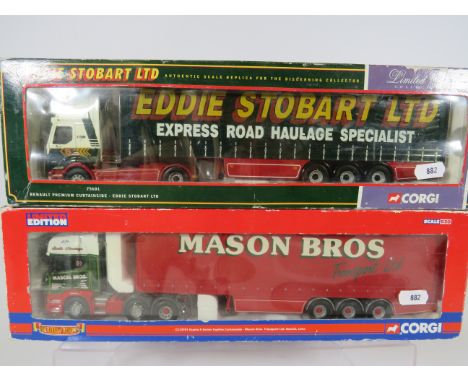 EDDIE STOBART LTD
AUTHENTIC SCALE REPLICA FOR THE DISCERNING COLLECTOR
Limited
EDDIE STOBART LTD
EXPRESS ROAD HAULAGE SPECIALIST
75601
RENAULT PREMIUM CURTAINSIDE - EDDIE STOBART LTD
882
CORGI
LIMITED
EDITION
SCALE 1:50
MASON BROS
Transport Ltd
MASON BROS.
882
CORGI